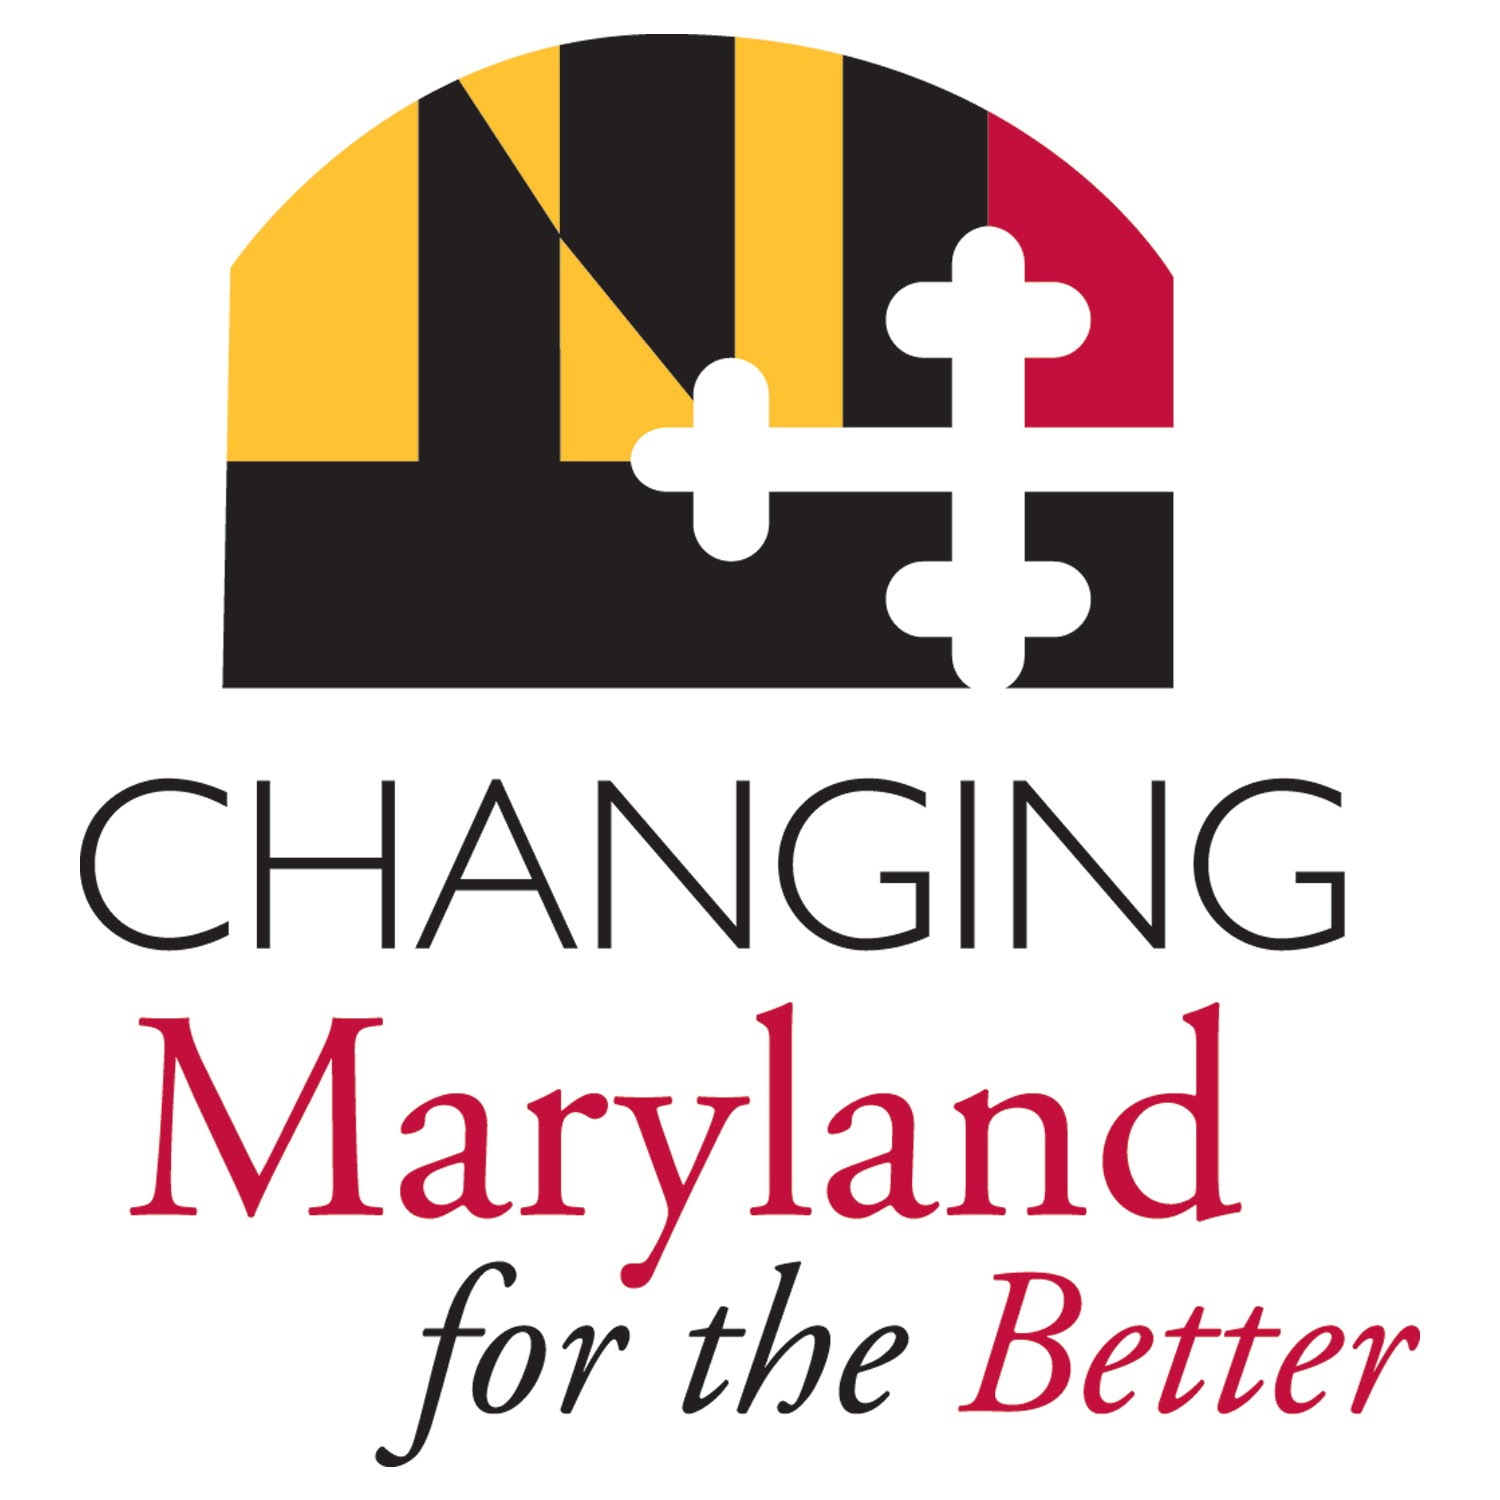 CHANGING
Maryland
for the Better